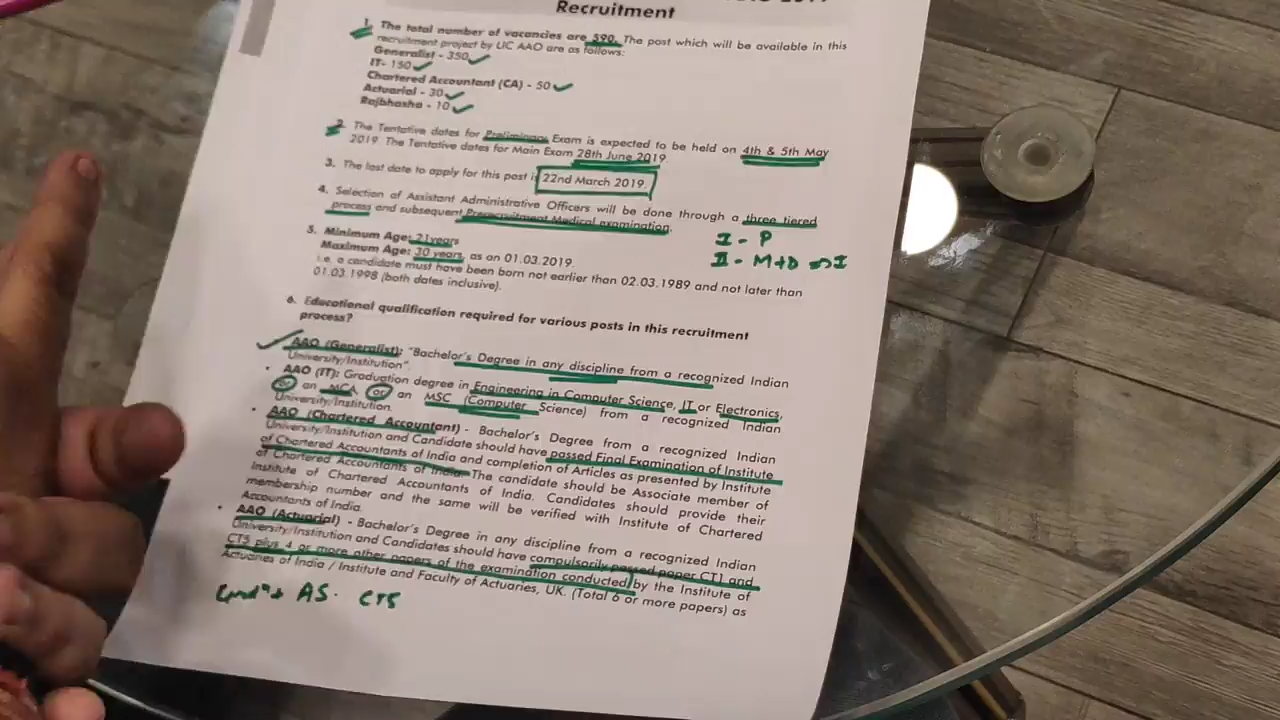 Recruitment
1. The total number of vacancies are 590. The post which will be available in this
recruitment project by LIC AAO are as follows:
Generalist - 350
IT- 150
Chartered Accountant (CA) - 50
Actuarial - 30
Rajbhasha - 10
2. The Tentative dates for Preliminary Exam is expected to be held on 4th & 5th May
2019. The Tentative dates for Main Exam 28th June 2019.
3. The last date to apply for this post is 22nd March 2019.
4. Selection of Assistant Administrative Officers will be done through a three tiered
process and subsequent Prerecruitment Medical examination.
I - P
II - M+D
5. Minimum Age: 21years
Maximum Age: 30 years, as on 01.03.2019.
i.e. a candidate must have been born not earlier than 02.03.1989 and not later than
01.03.1998 (both dates inclusive).
6. Educational qualification required for various posts in this recruitment
process?
AAO (Generalist): "Bachelor's Degree in any discipline from a recognized Indian
University/Institution".
• AAO (IT): Graduation degree in Engineering in Computer Science, IT or Electronics,
or an MCA, or an MSC (Computer Science) from a recognized Indian
University/Institution.
• AAO (Chartered Accountant) - Bachelor's Degree from a recognized Indian
University/Institution and Candidate should have passed Final Examination of Institute
of Chartered Accountants of India and completion of Articles as presented by Institute
of Chartered Accountants of India. The candidate should be Associate member of
Institute of Chartered Accountants of India. Candidates should provide their
membership number and the same will be verified with Institute of Chartered
Accountants of India.
• AAO (Actuarial) - Bachelor's Degree in any discipline from a recognized Indian
University/Institution and Candidates should have compulsorily passed paper CT1 and
CT5 plus 4 or more other papers of the examination conducted by the Institute of
Actuaries of India / Institute and Faculty of Actuaries, UK. (Total 6 or more papers) as
AS. CT5